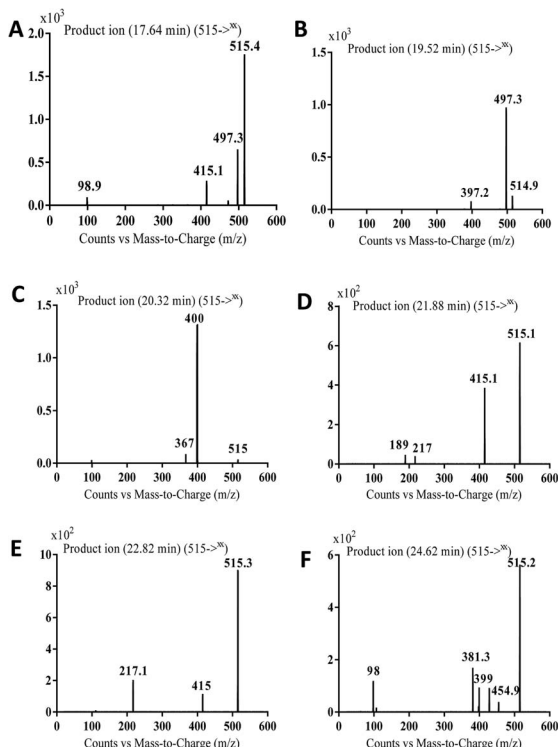 A
x10³
Product ion (17.64 min) (515->ˣˣ)
2.0
1.5
1.0
0.5
0.0
515.4
497.3
415.1
98.9
0 100 200 300 400 500 600
Counts vs Mass-to-Charge (m/z)
B
x10³
Product ion (19.52 min) (515->ˣˣ)
1.5
1.0
0.5
0.0
497.3
397.2
514.9
0 100 200 300 400 500 600
Counts vs Mass-to-Charge (m/z)
C
x10³
Product ion (20.32 min) (515->ˣˣ)
1.5
1.0
0.5
0.0
400
367
515
0 100 200 300 400 500 600
Counts vs Mass-to-Charge (m/z)
D
x10²
Product ion (21.88 min) (515->ˣˣ)
8
6
4
2
0
515.1
415.1
189
217
0 100 200 300 400 500 600
Counts vs Mass-to-Charge (m/z)
E
x10²
Product ion (22.82 min) (515->ˣˣ)
10
8
6
4
2
0
515.3
217.1
415
0 100 200 300 400 500 600
Counts vs Mass-to-Charge (m/z)
F
x10²
Product ion (24.62 min) (515->ˣˣ)
6
4
2
0
515.2
381.3
98
399
454.9
0 100 200 300 400 500 600
Counts vs Mass-to-Charge (m/z)